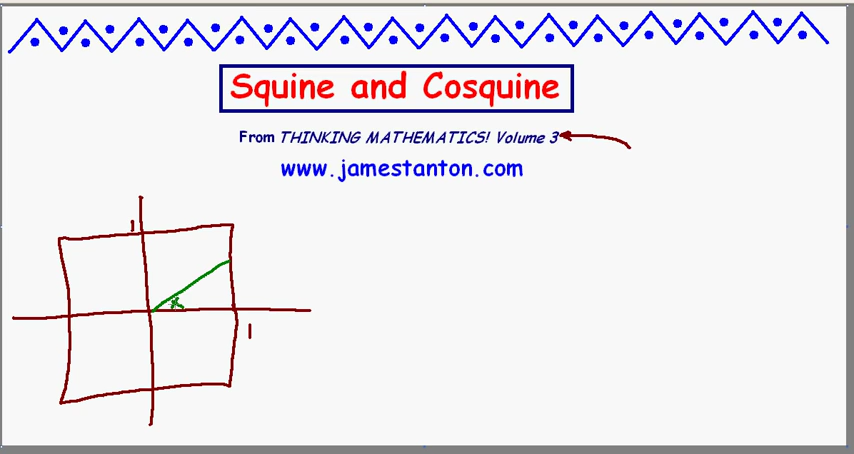 Squine and Cosquine
From THINKING MATHEMATICS! Volume 3
www.jamestanton.com
1
x
1